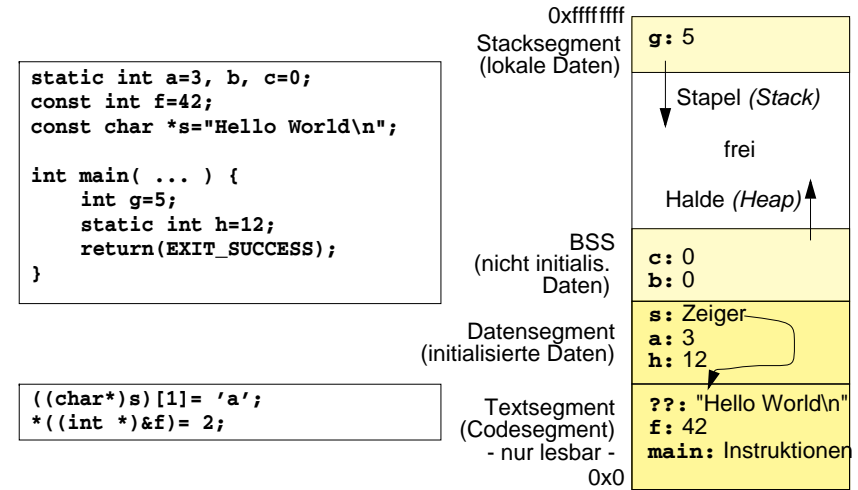 static int a=3, b, c=0;
const int f=42;
const char *s="Hello World\n";
int main( ... ) {
int g=5;
static int h=12;
return(EXIT_SUCCESS);
}
((char*)s)[1]= ’a’;
*((int *)&f)= 2;
0xffffffff
Stacksegment
(lokale Daten)
g: 5
Stapel (Stack)
frei
Halde (Heap)
BSS
(nicht initialis.
Daten)
c: 0
b: 0
Datensegment
(initialisierte Daten)
s: Zeiger
a: 3
h: 12
Textsegment
(Codesegment)
- nur lesbar -
0x0
??: "Hello World\n"
f: 42
main: Instruktionen